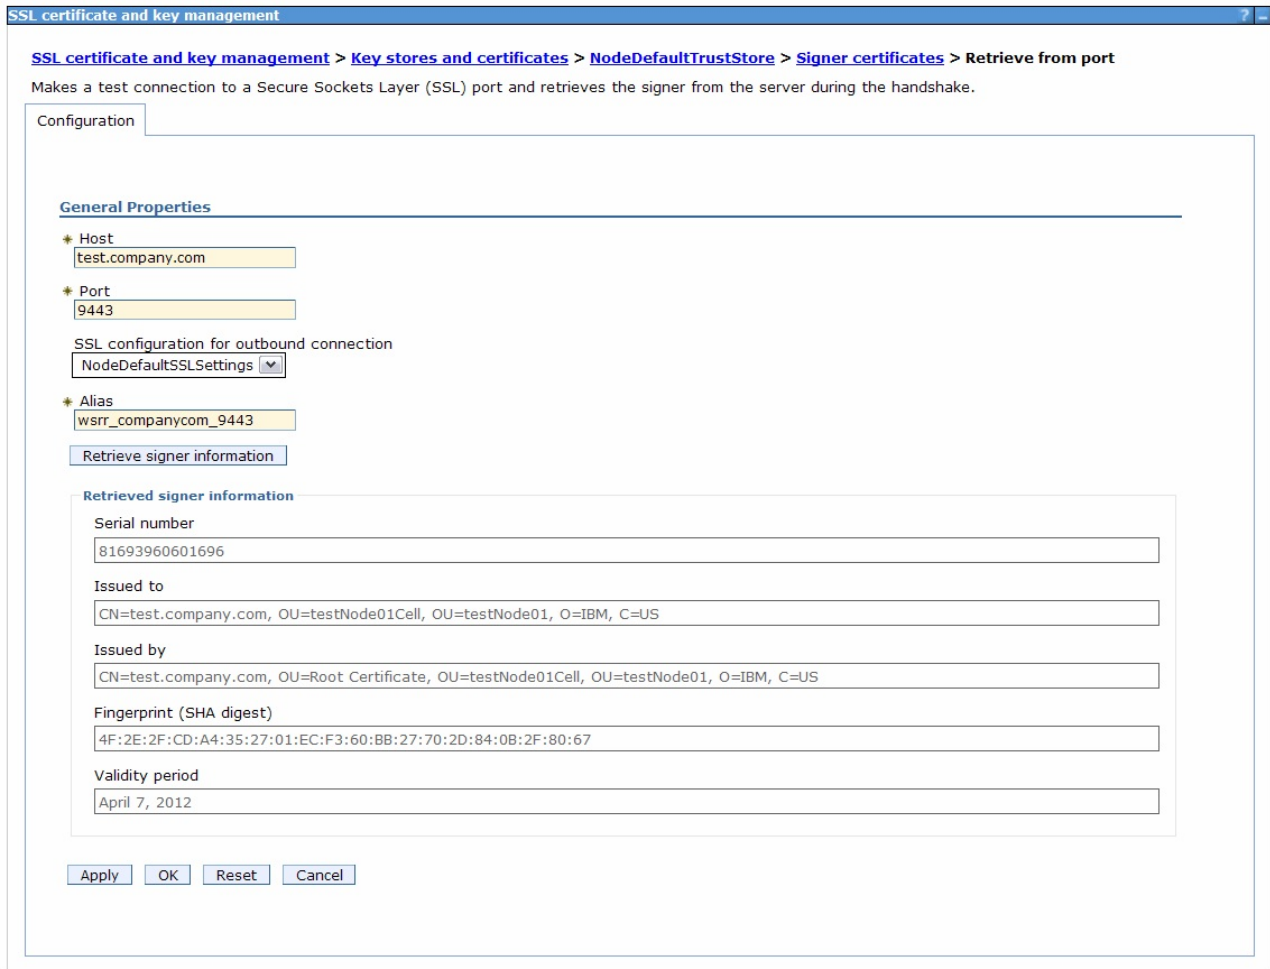 SSL certificate and key management ? –
SSL certificate and key management > Key stores and certificates > NodeDefaultTrustStore > Signer certificates > Retrieve from port
Makes a test connection to a Secure Sockets Layer (SSL) port and retrieves the signer from the server during the handshake.
Configuration
General Properties
* Host
test.company.com
* Port
9443
SSL configuration for outbound connection
NodeDefaultSSLSettings
* Alias
wsrr_companycom_9443
Retrieve signer information
Retrieved signer information
Serial number
81693960601696
Issued to
CN=test.company.com, OU=testNode01Cell, OU=testNode01, O=IBM, C=US
Issued by
CN=test.company.com, OU=Root Certificate, OU=testNode01Cell, OU=testNode01, O=IBM, C=US
Fingerprint (SHA digest)
4F:2E:2F:CD:A4:35:27:01:EC:F3:60:BB:27:70:2D:84:0B:2F:80:67
Validity period
April 7, 2012
Apply OK Reset Cancel